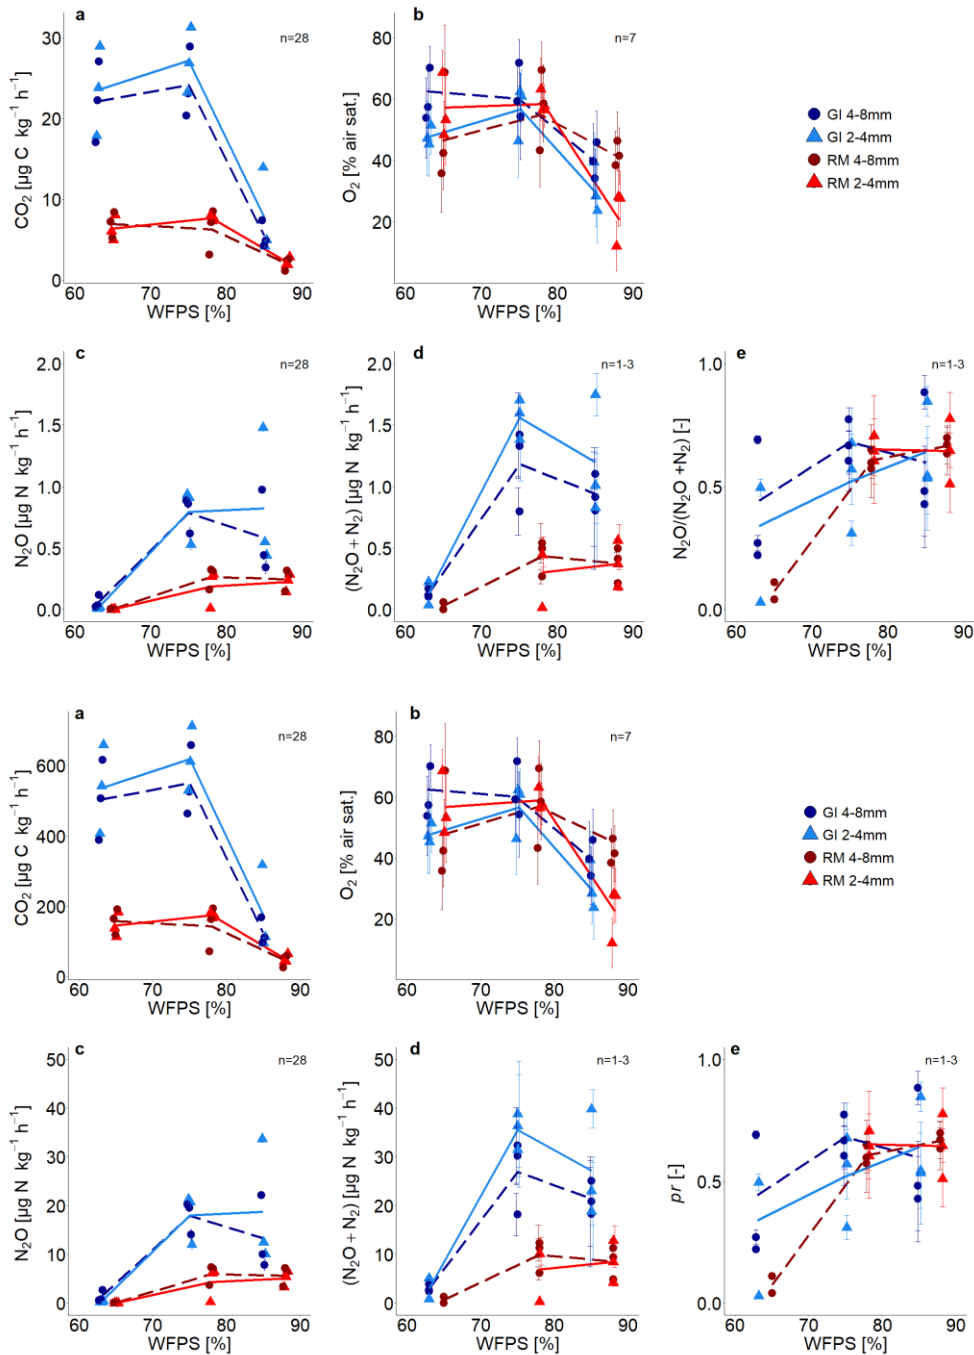 a
n=28
30
20
10
0
CO₂ [µg C kg⁻¹ h⁻¹]
60 70 80 90
WFPS [%]
b
n=7
80
60
40
20
O₂ [% air sat.]
60 70 80 90
WFPS [%]
GI 4-8mm
GI 2-4mm
RM 4-8mm
RM 2-4mm
c
n=28
2.0
1.5
1.0
0.5
0.0
N₂O [µg N kg⁻¹ h⁻¹]
60 70 80 90
WFPS [%]
d
n=1-3
2.0
1.5
1.0
0.5
0.0
(N₂O + N₂) [µg N kg⁻¹ h⁻¹]
60 70 80 90
WFPS [%]
e
n=1-3
1.0
0.5
0.0
N₂O/(N₂O +N₂) [-]
60 70 80 90
WFPS [%]
a
n=28
600
400
200
0
CO₂ [µg C kg⁻¹ h⁻¹]
60 70 80 90
WFPS [%]
b
n=7
80
60
40
20
O₂ [% air sat.]
60 70 80 90
WFPS [%]
GI 4-8mm
GI 2-4mm
RM 4-8mm
RM 2-4mm
c
n=28
50
40
30
20
10
0
N₂O [µg N kg⁻¹ h⁻¹]
60 70 80 90
WFPS [%]
d
n=1-3
50
40
30
20
10
0
(N₂O + N₂) [µg N kg⁻¹ h⁻¹]
60 70 80 90
WFPS [%]
e
n=1-3
1.0
0.5
0.0
pr [-]
60 70 80 90
WFPS [%]